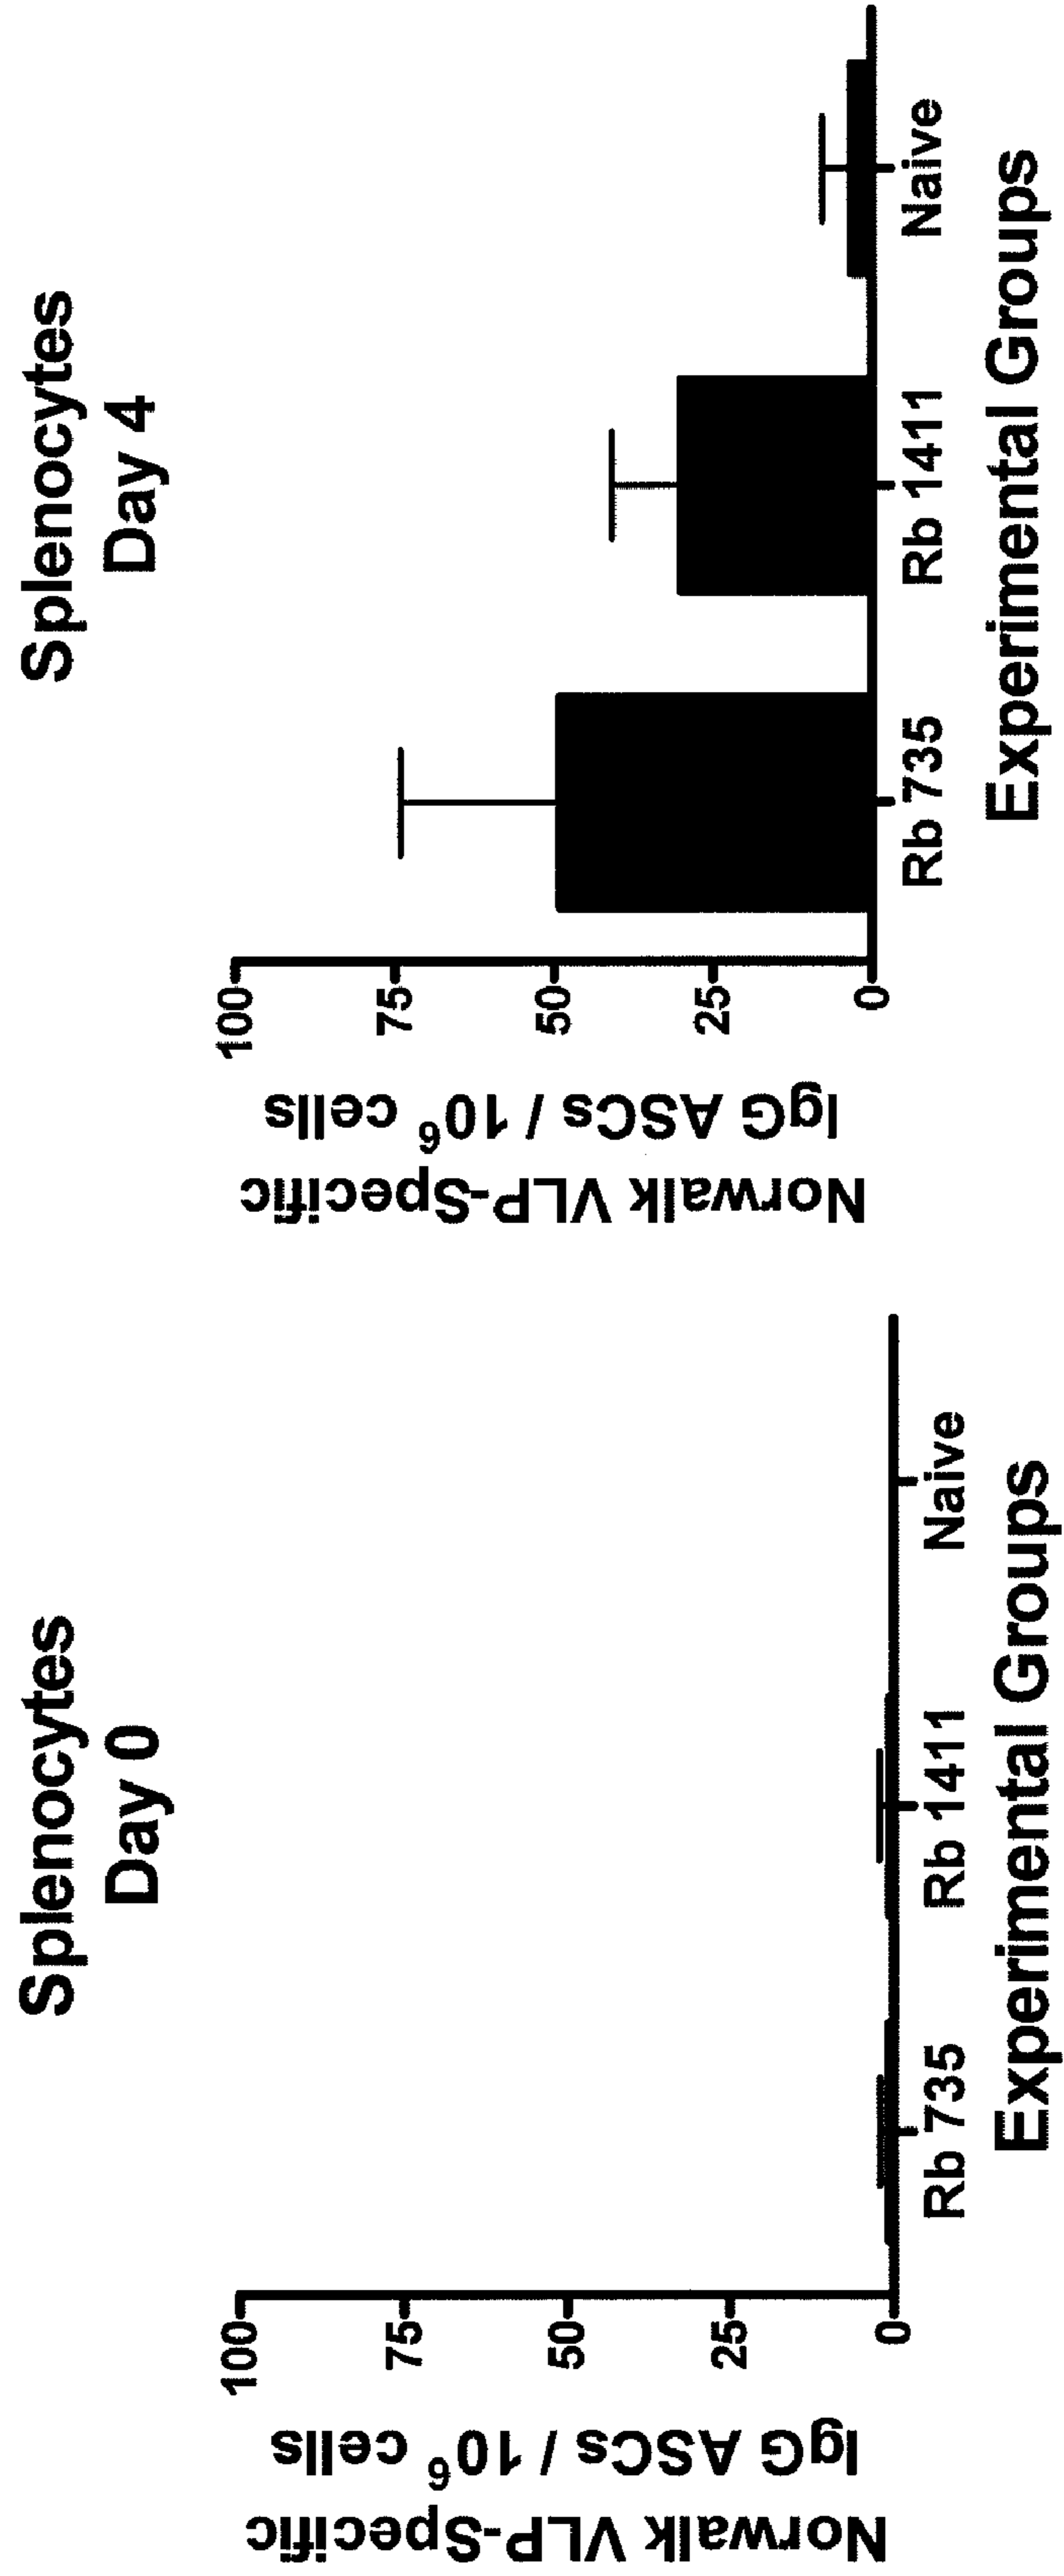 Splenocytes
Day 0
Norwalk VLP-Specific
IgG ASCs / 10⁶ cells
100
75
50
25
0
Rb 735
Rb 1411
Naive
Experimental Groups
Splenocytes
Day 4
Norwalk VLP-Specific
IgG ASCs / 10⁶ cells
100
75
50
25
0
Rb 735
Rb 1411
Naive
Experimental Groups